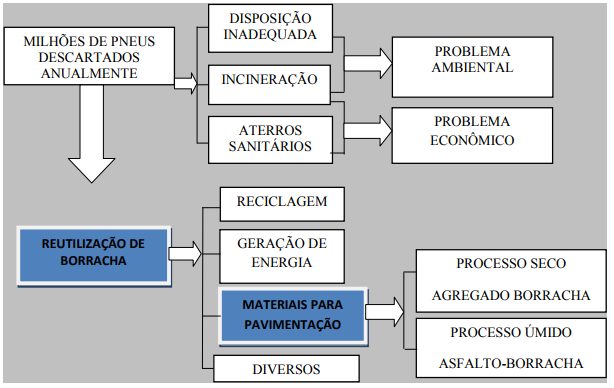 MILHÕES DE PNEUS
DESCARTADOS
ANUALMENTE
DISPOSIÇÃO
INADEQUADA
INCINERAÇÃO
ATERROS
SANITÁRIOS
PROBLEMA
AMBIENTAL
PROBLEMA
ECONÔMICO
REUTILIZAÇÃO DE
BORRACHA
RECICLAGEM
GERAÇÃO DE
ENERGIA
MATERIAIS PARA
PAVIMENTAÇÃO
DIVERSOS
PROCESSO SECO
AGREGADO BORRACHA
PROCESSO ÚMIDO
ASFALTO-BORRACHA